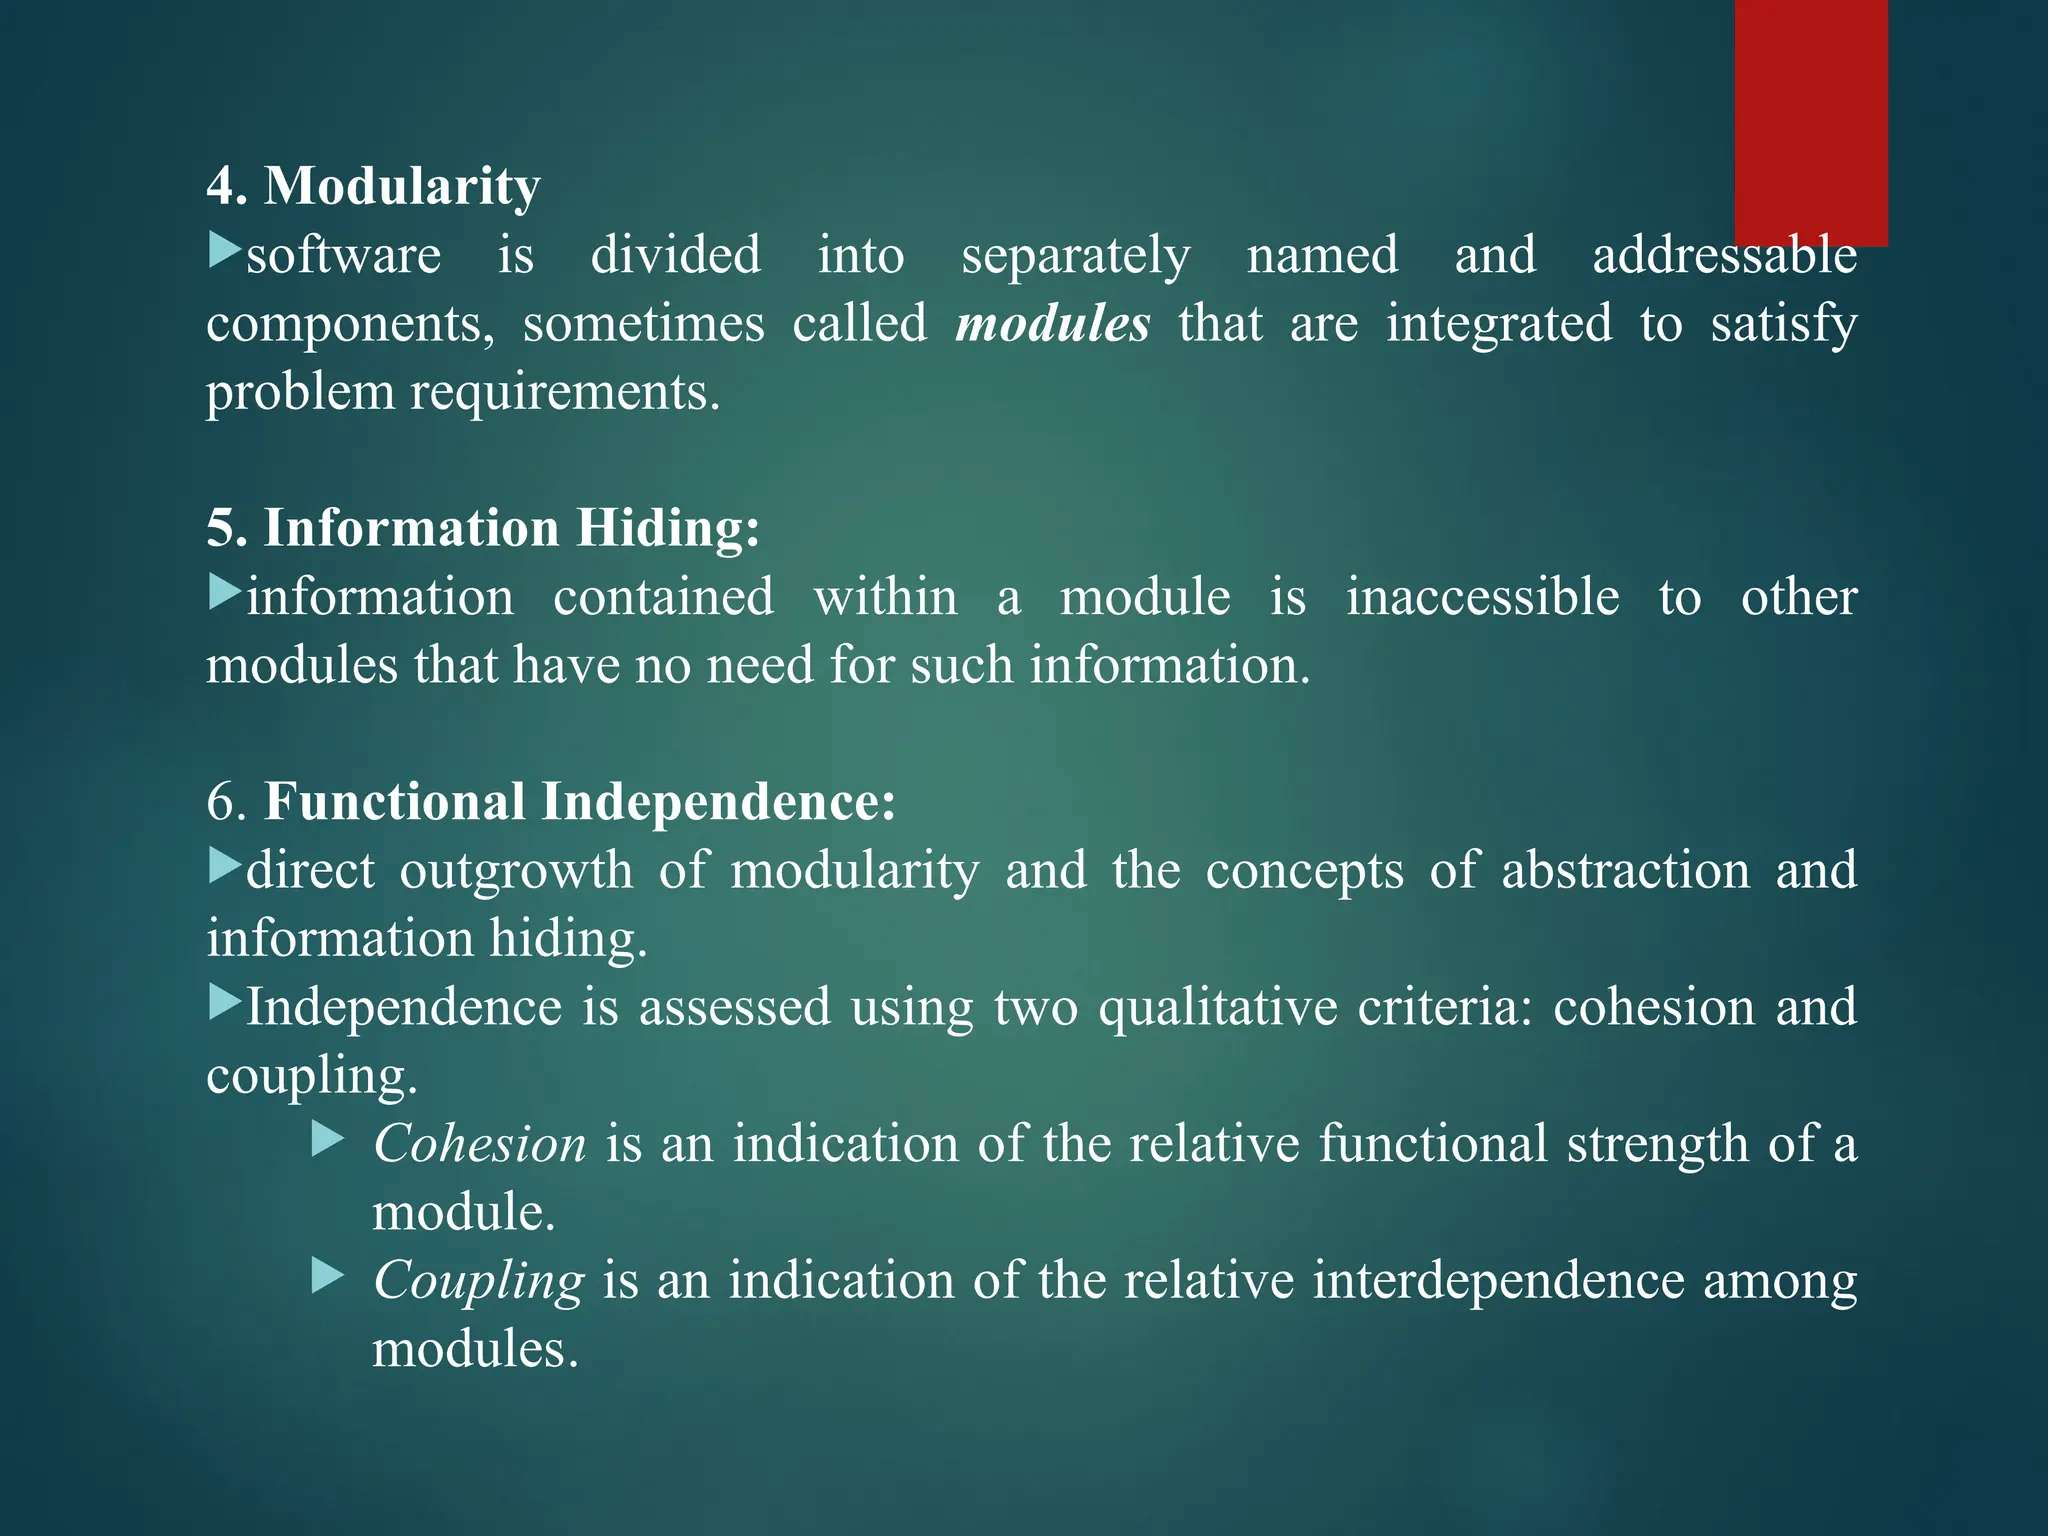 4. Modularity
software is divided into separately named and addressable
components, sometimes called modules that are integrated to satisfy
problem requirements.
5. Information Hiding:
information contained within a module is inaccessible to other
modules that have no need for such information.
6. Functional Independence:
direct outgrowth of modularity and the concepts of abstraction and
information hiding.
Independence is assessed using two qualitative criteria: cohesion and
coupling.
Cohesion is an indication of the relative functional strength of a
module.
Coupling is an indication of the relative interdependence among
modules.